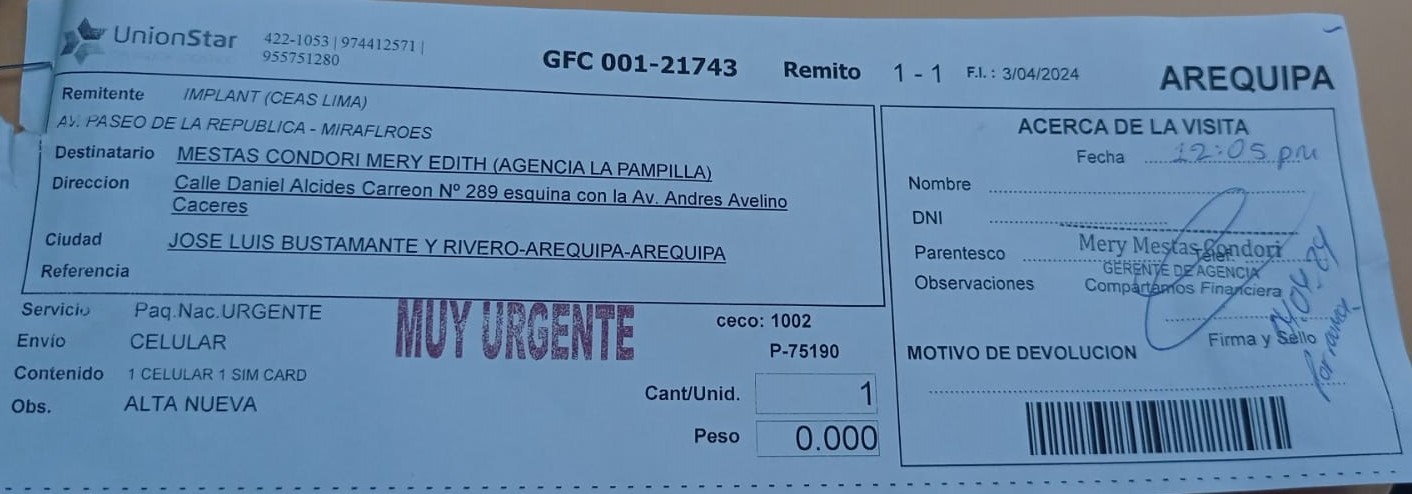 UnionStar 422-1053 | 974412571 |
955751280
GFC 001-21743 Remito 1 - 1 F.I. : 3/04/2024 AREQUIPA
Remitente IMPLANT (CEAS LIMA)
AV. PASEO DE LA REPUBLICA - MIRAFLROES
Destinatario MESTAS CONDORI MERY EDITH (AGENCIA LA PAMPILLA)
Direccion Calle Daniel Alcides Carreon Nº 289 esquina con la Av. Andres Avelino
Caceres
Ciudad JOSE LUIS BUSTAMANTE Y RIVERO-AREQUIPA-AREQUIPA
Referencia
Servicio Paq.Nac.URGENTE
Envío CELULAR
Contenido 1 CELULAR 1 SIM CARD
Obs. ALTA NUEVA
MUY URGENTE
ceco: 1002
P-75190
Cant/Unid. 1
Peso 0.000
ACERCA DE LA VISITA
Fecha 12:05 pm
Nombre
DNI
Parentesco
Observaciones
Mery Mestas Condori
GERENTE DE AGENCIA
Compartamos Financiera
Firma y Sello
MOTIVO DE DEVOLUCION